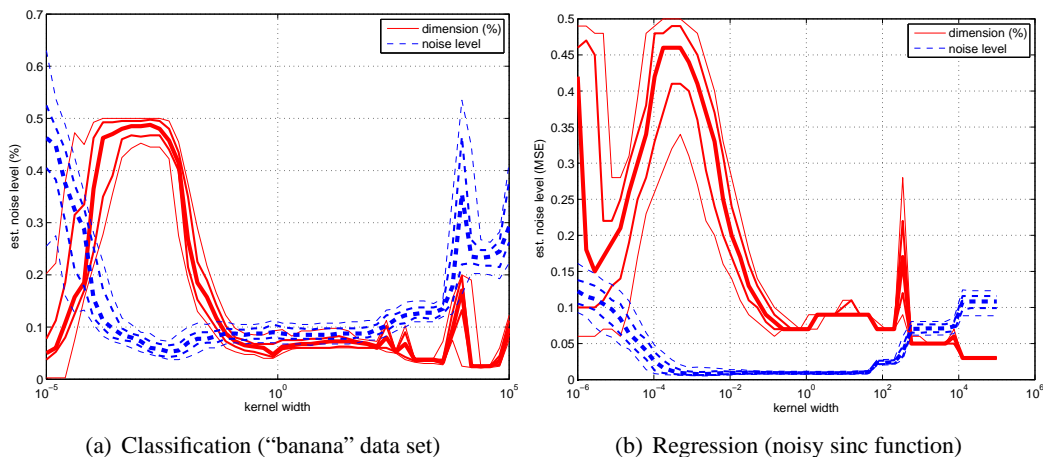 0.7
0.6
0.5
0.4
0.3
0.2
0.1
0
est. noise level (%)
10^-5
10^0
10^5
kernel width
dimension (%)
noise level
(a) Classification (“banana” data set)
0.5
0.45
0.4
0.35
0.3
0.25
0.2
0.15
0.1
0.05
0
est. noise level (MSE)
10^-6
10^-4
10^-2
10^0
10^2
10^4
10^6
kernel width
dimension (%)
noise level
(b) Regression (noisy sinc function)